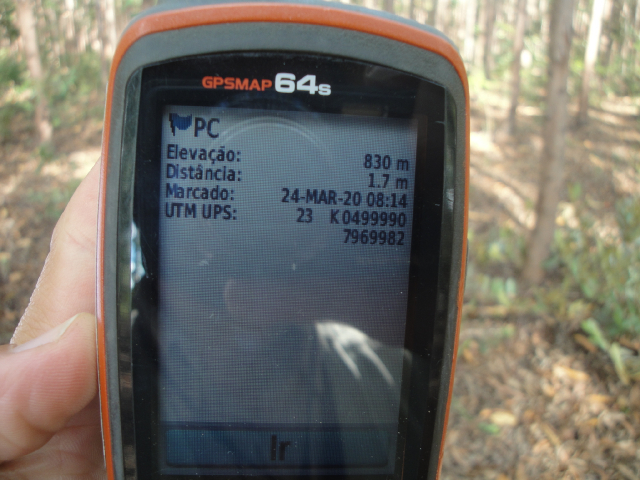 GPSMAP 64s
PC
Elevação: 830 m
Distância: 1.7 m
Marcado: 24-MAR-20 08:14
UTM UPS: 23 K 0499990
7969982
Ir